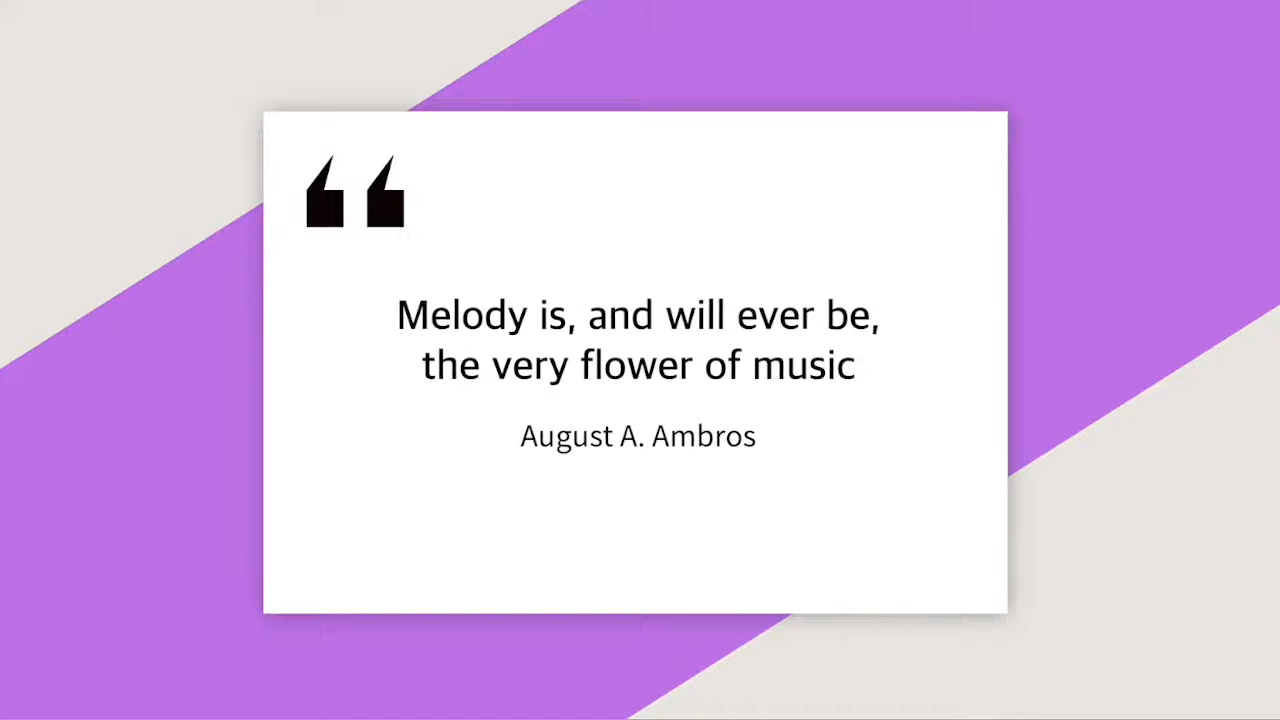 “
Melody is, and will ever be,
the very flower of music
August A. Ambros